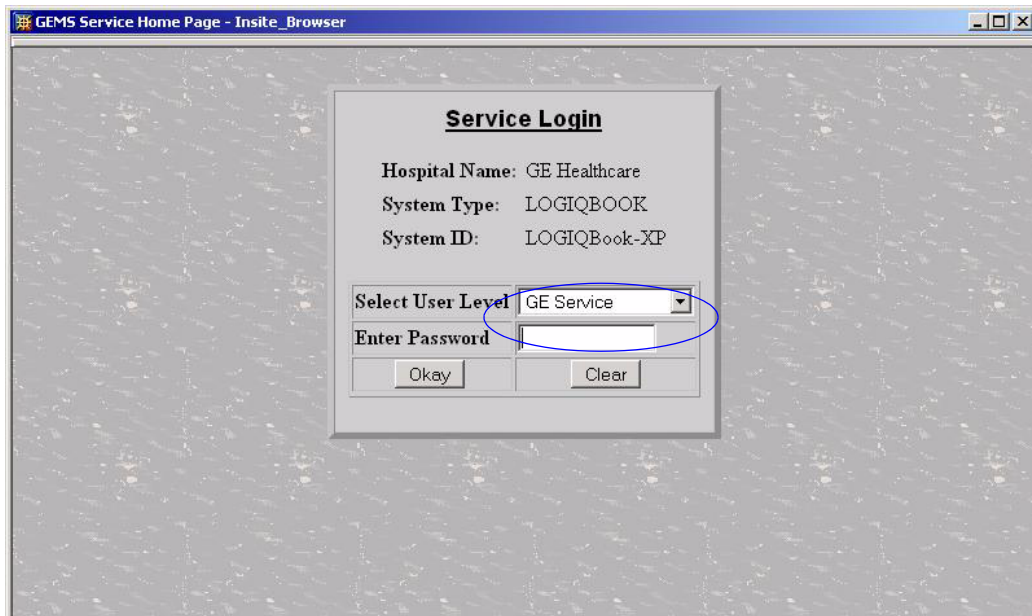 GEMS Service Home Page - Insite_Browser
Service Login
Hospital Name: GE Healthcare
System Type: LOGIQBOOK
System ID: LOGIQBook-XP
Select User Level GE Service
Enter Password
Okay Clear